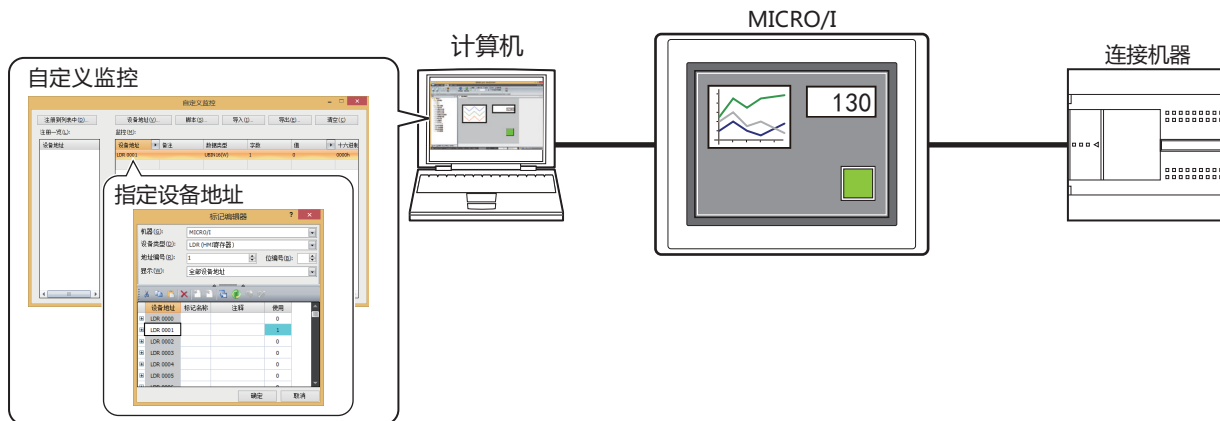 MICRO/I
计算机
连接机器
自定义监控
130
自定义监控
注册到列表中(D)... 设备地址(V)... 脚本(S)... 导入(I)... 导出(E)... 清空(C)
注册一览(L): 监控(M):
设备地址 设备地址 备注 数据类型 字数 值 十六进制
LDR 0001 UBIN16(W) 1 0 0000h
指定设备地址
标记编辑器
机器(G): MICRO/I
设备类型(D): LDR (HMI寄存器)
地址编号(R): 1 位编号(B):
显示(W): 全部设备地址
设备地址 标记名称 注释 使用
LDR 0000 0
LDR 0001 1
LDR 0002 0
LDR 0003 0
LDR 0004 0
LDR 0005 0
确定 取消